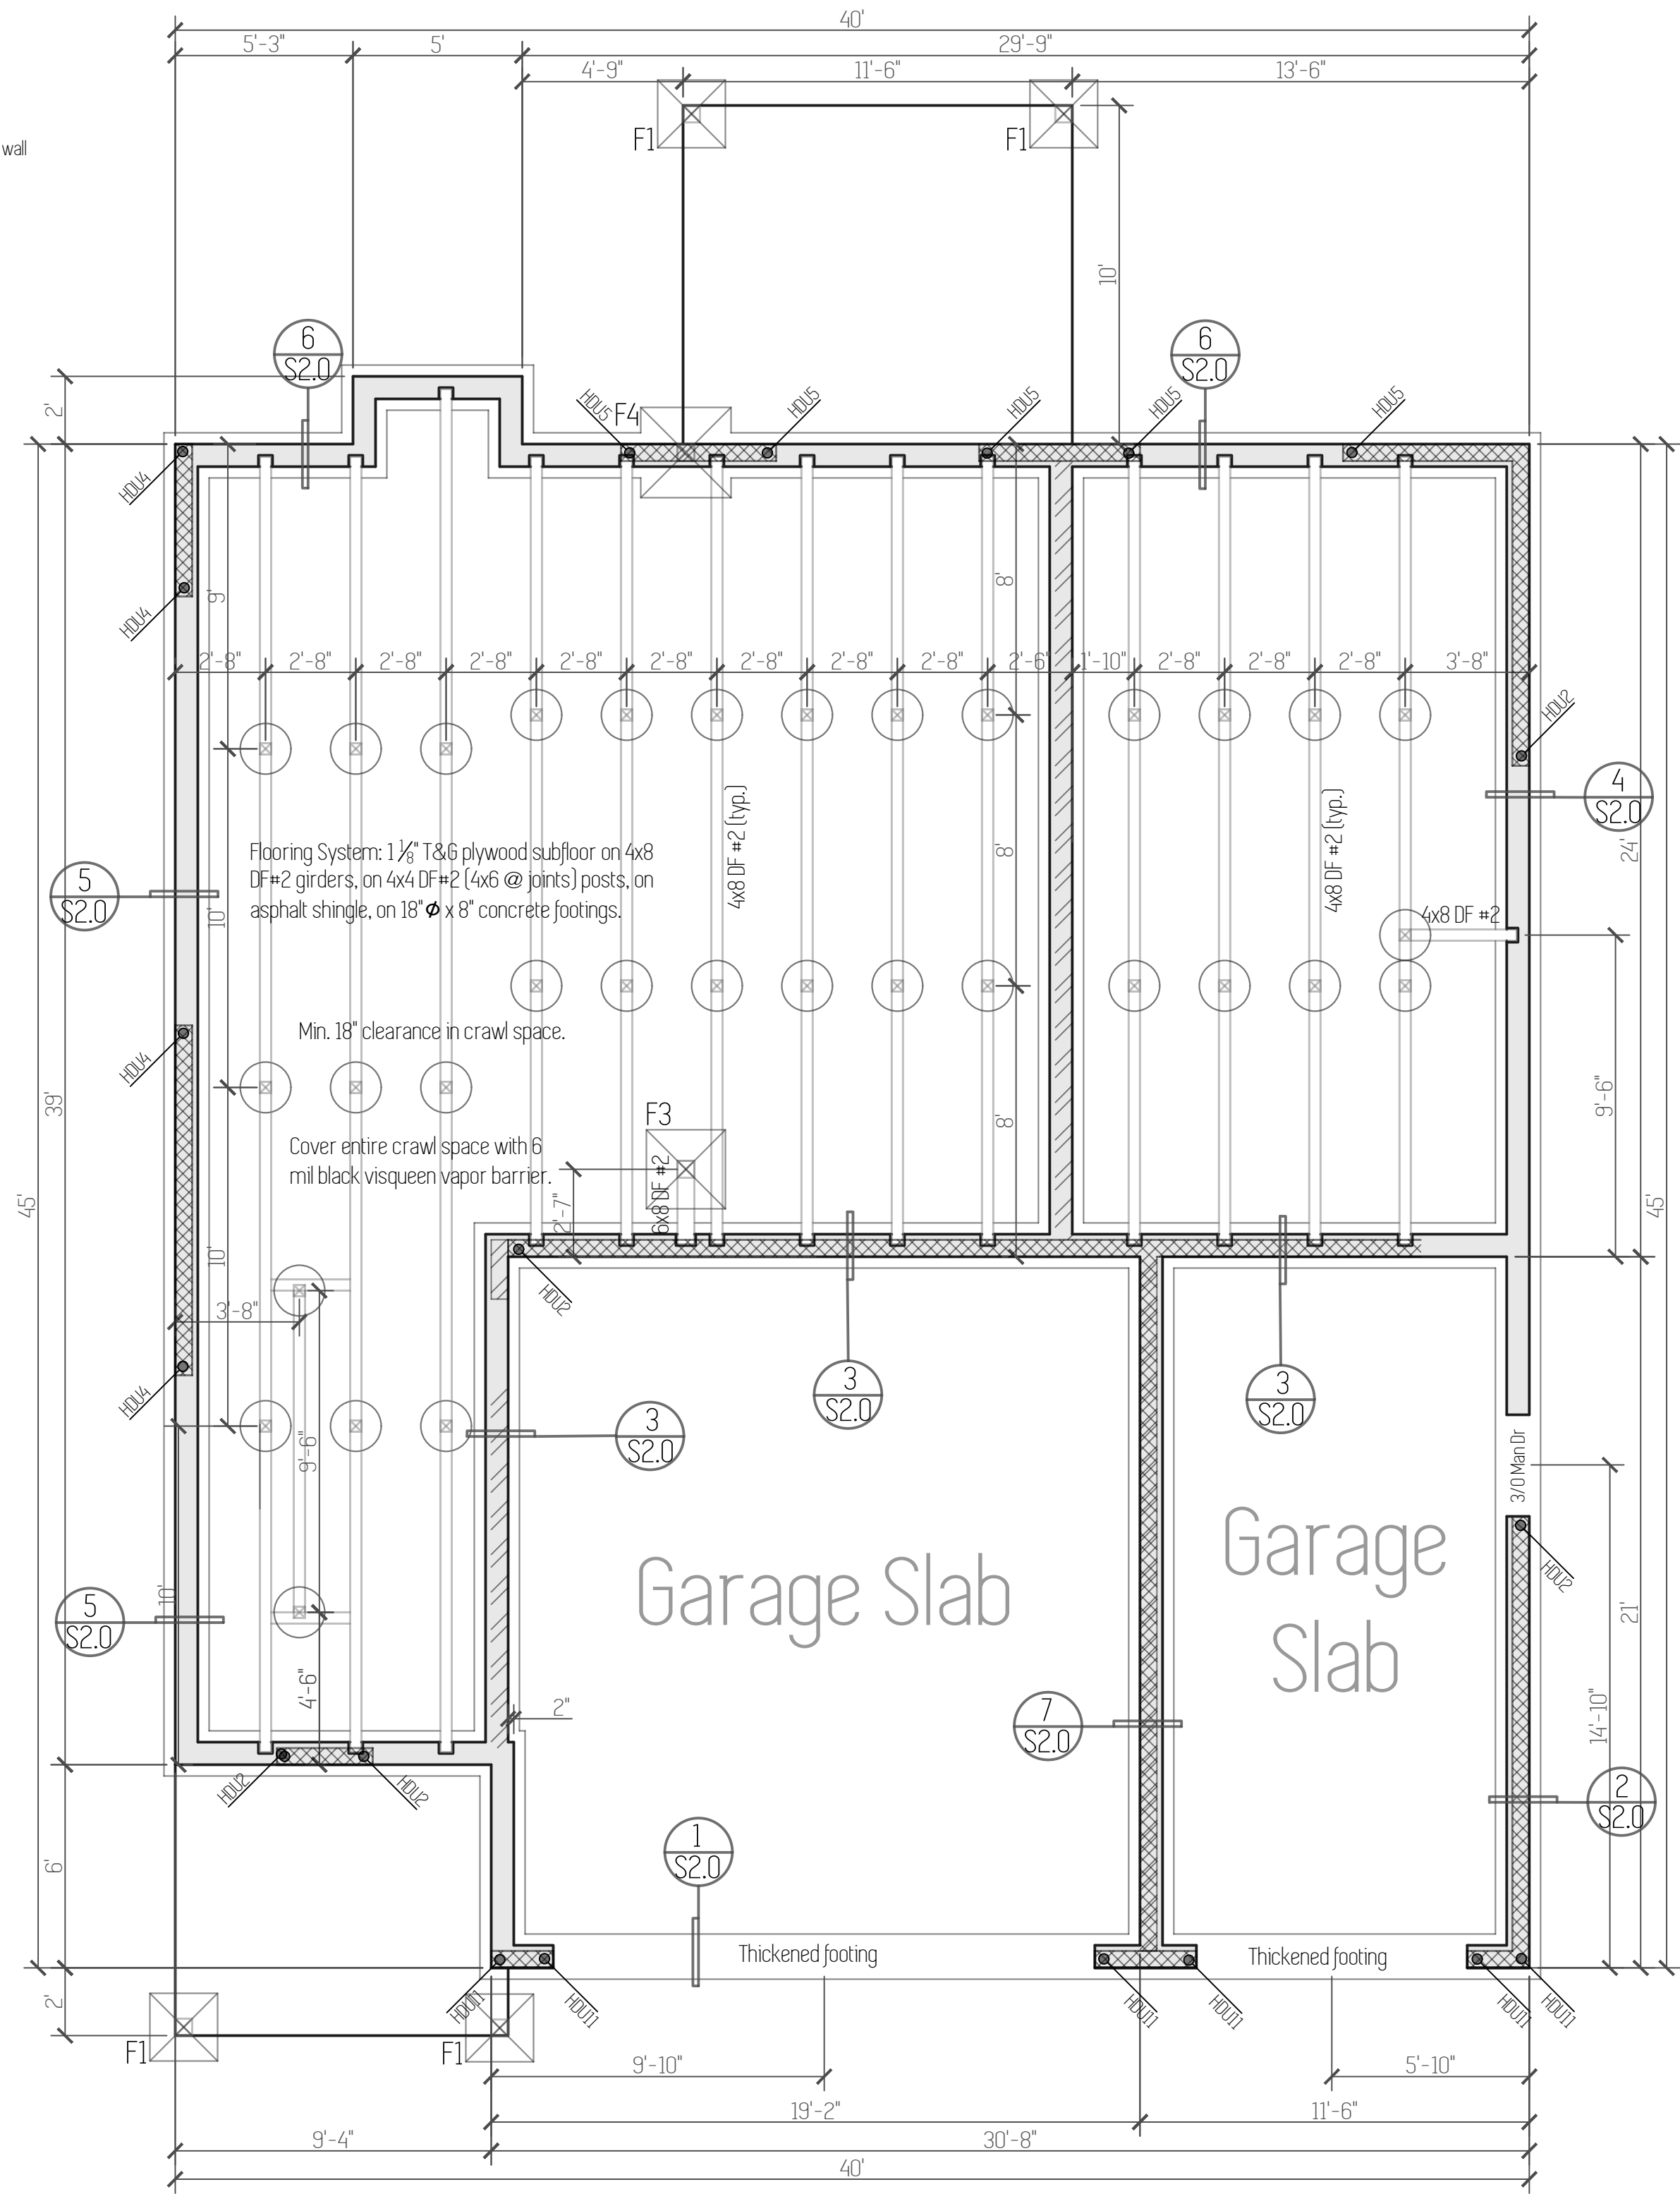 40'
5'-3"
5'
29'-9"
4'-9"
11'-6"
13'-6"
F1
F1
wall
10'
6
S2.0
6
S2.0
2'
HDU5
F4
HDU5
HDU5
HDU5
HDU5
HDU4
HDU4
9'
8'
2'-8"
2'-8"
2'-8"
2'-8"
2'-8"
2'-8"
2'-8"
2'-8"
2'-8"
2'-6"
1'-10"
2'-8"
2'-8"
2'-8"
3'-8"
HDU2
4
S2.0
24'
4x8 DF #2 (typ.)
4x8 DF #2 (typ.)
Flooring System: 1 1/8" T&G plywood subfloor on 4x8
DF#2 girders, on 4x4 DF#2 (4x6 @ joints) posts, on
asphalt shingle, on 18"Φ x 8" concrete footings.
8'
5
S2.0
10'
4x8 DF #2
Min. 18" clearance in crawl space.
HDU4
39'
9'-6"
F3
8'
Cover entire crawl space with 6
mil black visqueen vapor barrier.
6x8 DF #2
2'-7"
45'
45'
10'
3'-8"
HDU2
HDU4
3
S2.0
3
S2.0
3
S2.0
9'-6"
3/0 Man Dr
Garage Slab
Garage
Slab
HDU2
5
S2.0
10'
21'
4'-6"
2"
7
S2.0
14'-10"
HDU2
HDU2
2
S2.0
1
S2.0
6'
Thickened footing
Thickened footing
2'
HDU11
HDU11
HDU11
HDU11
HDU11
HDU11
F1
F1
9'-10"
5'-10"
19'-2"
11'-6"
9'-4"
30'-8"
40'